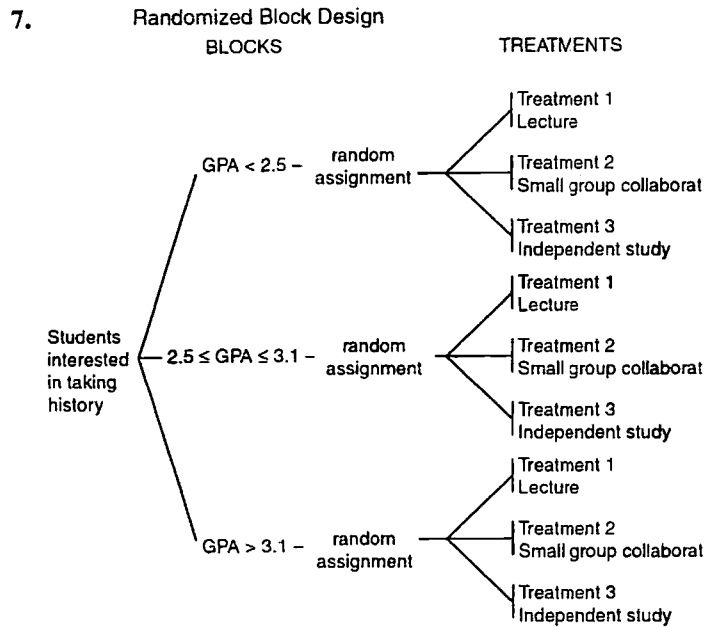 7.
Randomized Block Design
BLOCKS
TREATMENTS
Students
interested
in taking
history
GPA < 2.5 –
random
assignment
Treatment 1
Lecture
Treatment 2
Small group collaborat
Treatment 3
Independent study
2.5 ≤ GPA ≤ 3.1 –
random
assignment
Treatment 1
Lecture
Treatment 2
Small group collaborat
Treatment 3
Independent study
GPA > 3.1 –
random
assignment
Treatment 1
Lecture
Treatment 2
Small group collaborat
Treatment 3
Independent study